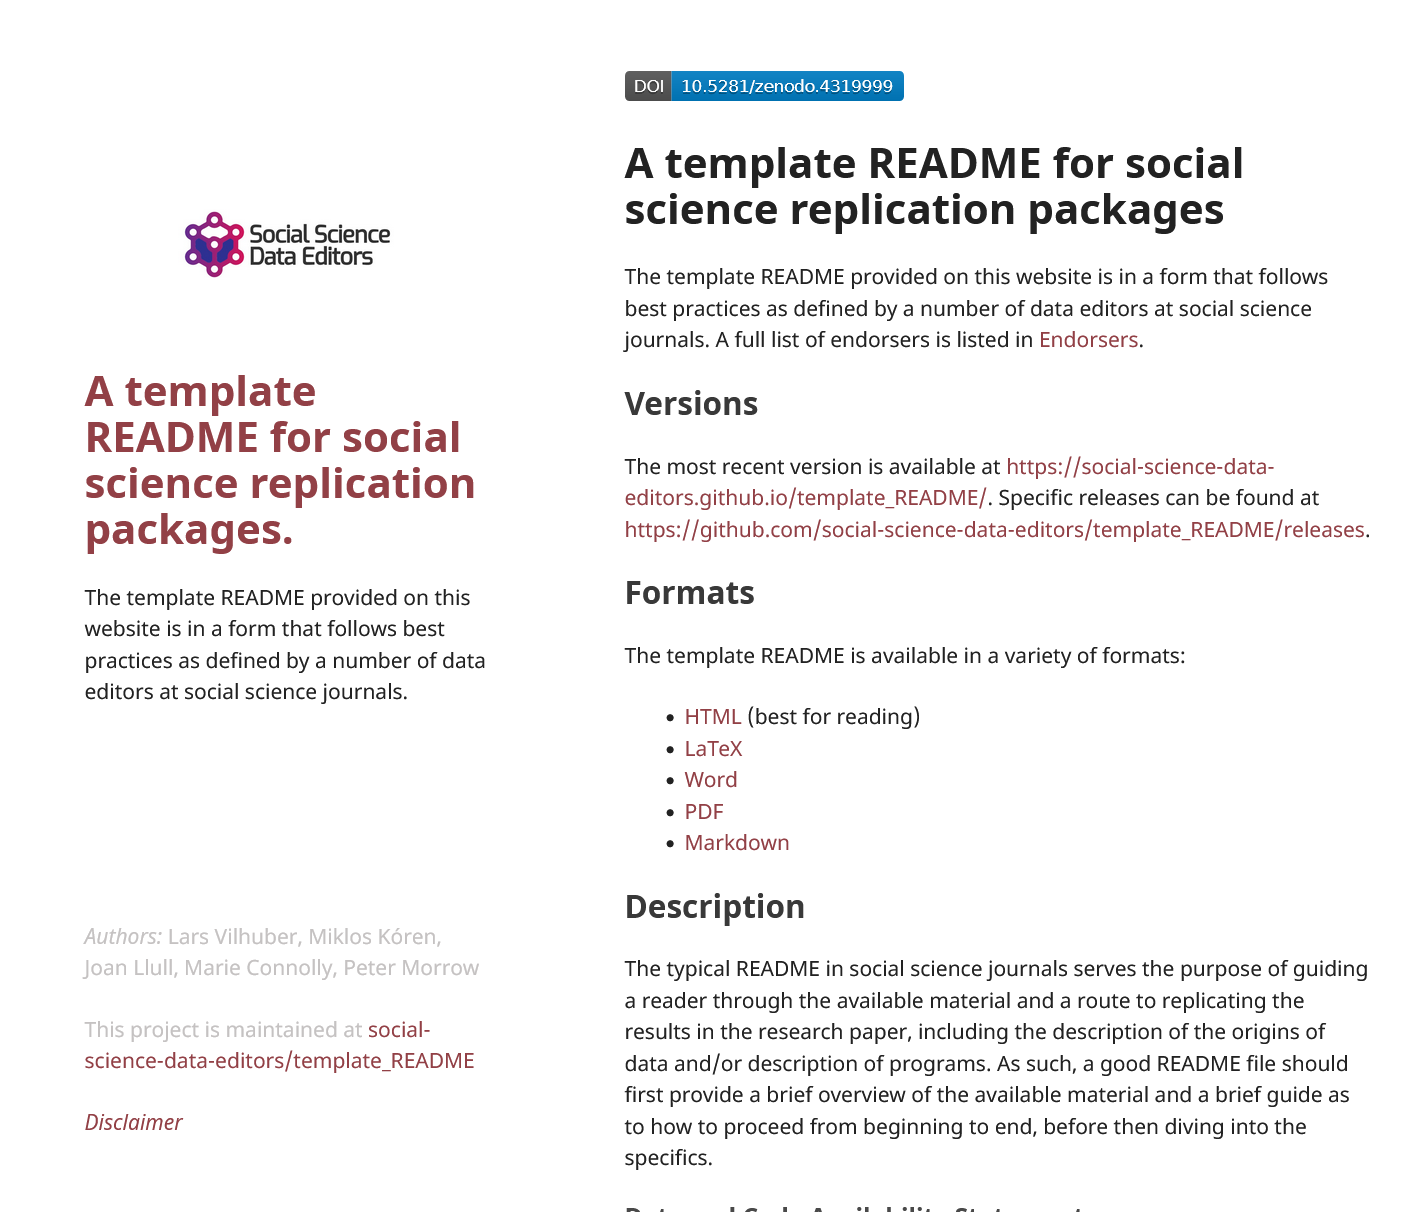 Social Science
Data Editors
A template
README for social
science replication
packages.
The template README provided on this
website is in a form that follows best
practices as defined by a number of data
editors at social science journals.
Authors: Lars Vilhuber, Miklos Kóren,
Joan Llull, Marie Connolly, Peter Morrow
This project is maintained at social-
science-data-editors/template_README
Disclaimer
DOI 10.5281/zenodo.4319999
A template README for social
science replication packages
The template README provided on this website is in a form that follows
best practices as defined by a number of data editors at social science
journals. A full list of endorsers is listed in Endorsers.
Versions
The most recent version is available at https://social-science-data-
editors.github.io/template_README/. Specific releases can be found at
https://github.com/social-science-data-editors/template_README/releases.
Formats
The template README is available in a variety of formats:
• HTML (best for reading)
• LaTeX
• Word
• PDF
• Markdown
Description
The typical README in social science journals serves the purpose of guiding
a reader through the available material and a route to replicating the
results in the research paper, including the description of the origins of
data and/or description of programs. As such, a good README file should
first provide a brief overview of the available material and a brief guide as
to how to proceed from beginning to end, before then diving into the
specifics.